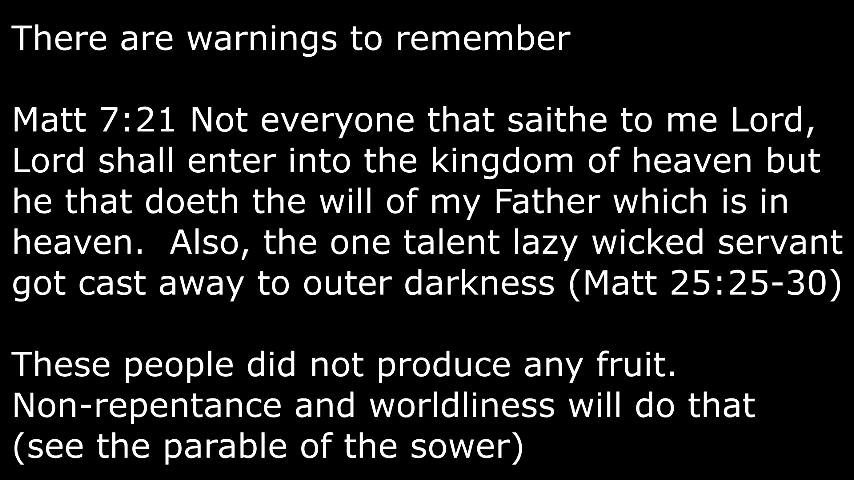 There are warnings to remember
Matt 7:21 Not everyone that saithe to me Lord,
Lord shall enter into the kingdom of heaven but
he that doeth the will of my Father which is in
heaven.  Also, the one talent lazy wicked servant
got cast away to outer darkness (Matt 25:25-30)
These people did not produce any fruit.
Non-repentance and worldliness will do that
(see the parable of the sower)